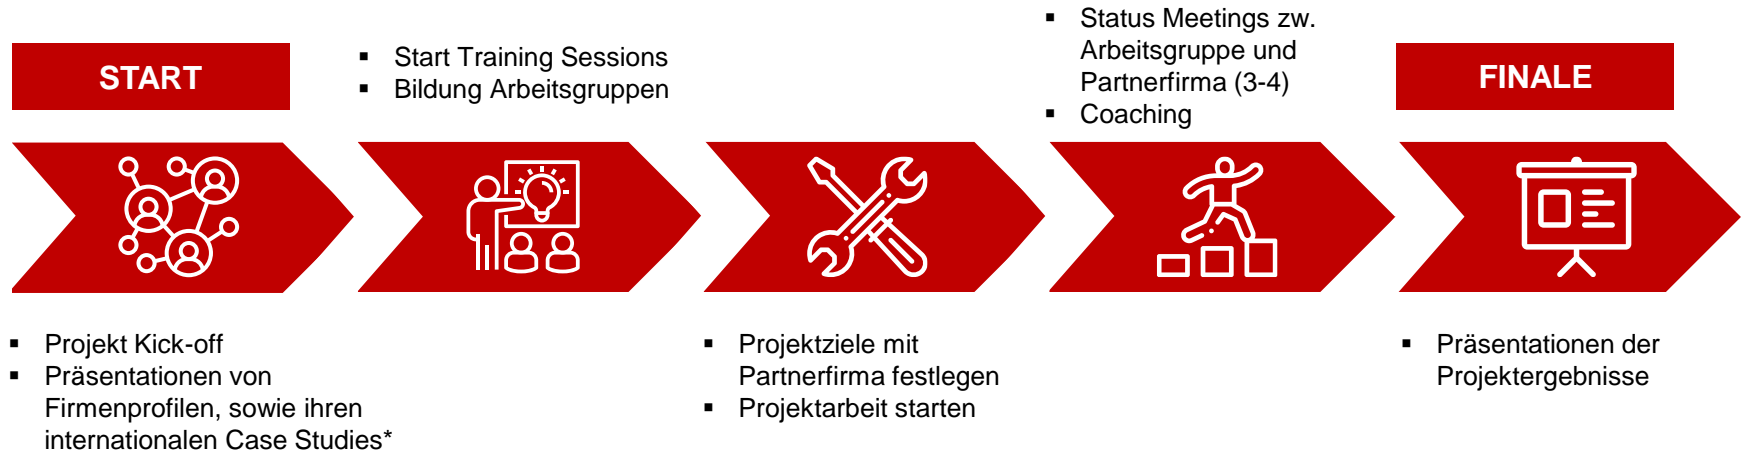 START
▪ Projekt Kick-off
▪ Präsentationen von
Firmenprofilen, sowie ihren
internationalen Case Studies*
▪ Start Training Sessions
▪ Bildung Arbeitsgruppen
▪ Projektziele mit
Partnerfirma festlegen
▪ Projektarbeit starten
▪ Status Meetings zw.
Arbeitsgruppe und
Partnerfirma (3-4)
▪ Coaching
FINALE
▪ Präsentationen der
Projektergebnisse